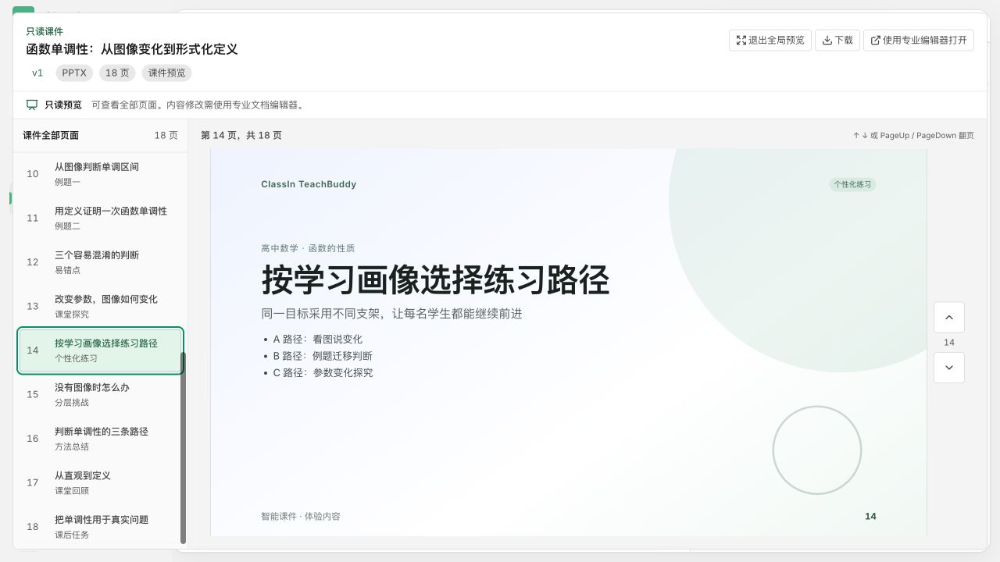 只读课件
函数单调性：从图像变化到形式化定义
v1 PPTX 18 页 课件预览
退出全局预览 下载 使用专业编辑器打开
只读预览 可查看全部页面。内容修改需使用专业文档编辑器。
课件全部页面 18 页
10 从图像判断单调区间
例题一
11 用定义证明一次函数单调性
例题二
12 三个容易混淆的判断
易错点
13 改变参数，图像如何变化
课堂探究
14 按学习画像选择练习路径
个性化练习
15 没有图像时怎么办
分层挑战
16 判断单调性的三条路径
方法总结
17 从直观到定义
课堂回顾
18 把单调性用于真实问题
课后任务
第 14 页，共 18 页
↑ ↓ 或 PageUp / PageDown 翻页
ClassIn TeachBuddy
个性化练习
高中数学 · 函数的性质
按学习画像选择练习路径
同一目标采用不同支架，让每名学生都能继续前进
• A 路径：看图说变化
• B 路径：例题迁移判断
• C 路径：参数变化探究
智能课件 · 体验内容
14
14